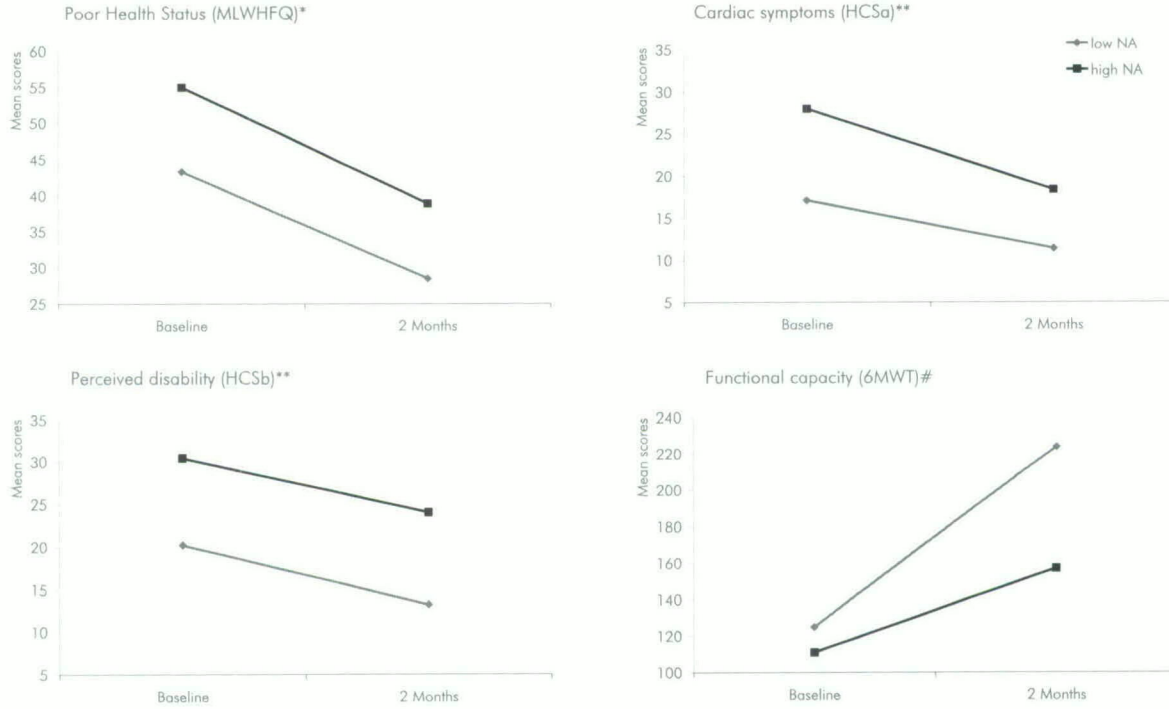 Poor Health Status (MLWHFQ)*
Mean scores
60
55
50
45
40
35
30
25
Baseline 2 Months
Cardiac symptoms (HCSa)**
low NA
high NA
Mean scores
35
30
25
20
15
10
5
Baseline 2 Months
Perceived disability (HCSb)**
Mean scores
35
30
25
20
15
10
5
Baseline 2 Months
Functional capacity (6MWT)#
Mean scores
240
220
200
180
160
140
120
100
Baseline 2 Months